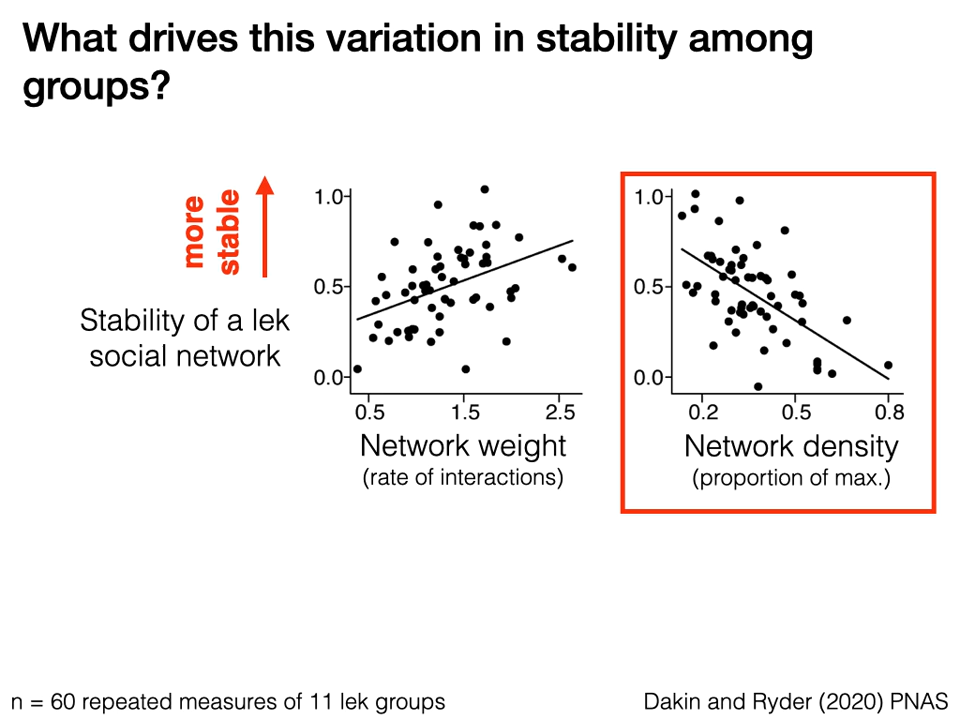 What drives this variation in stability among
groups?
more
stable
Stability of a lek
social network
1.0
0.5
0.0
0.5 1.5 2.5
Network weight
(rate of interactions)
1.0
0.5
0.0
0.2 0.5 0.8
Network density
(proportion of max.)
n = 60 repeated measures of 11 lek groups
Dakin and Ryder (2020) PNAS